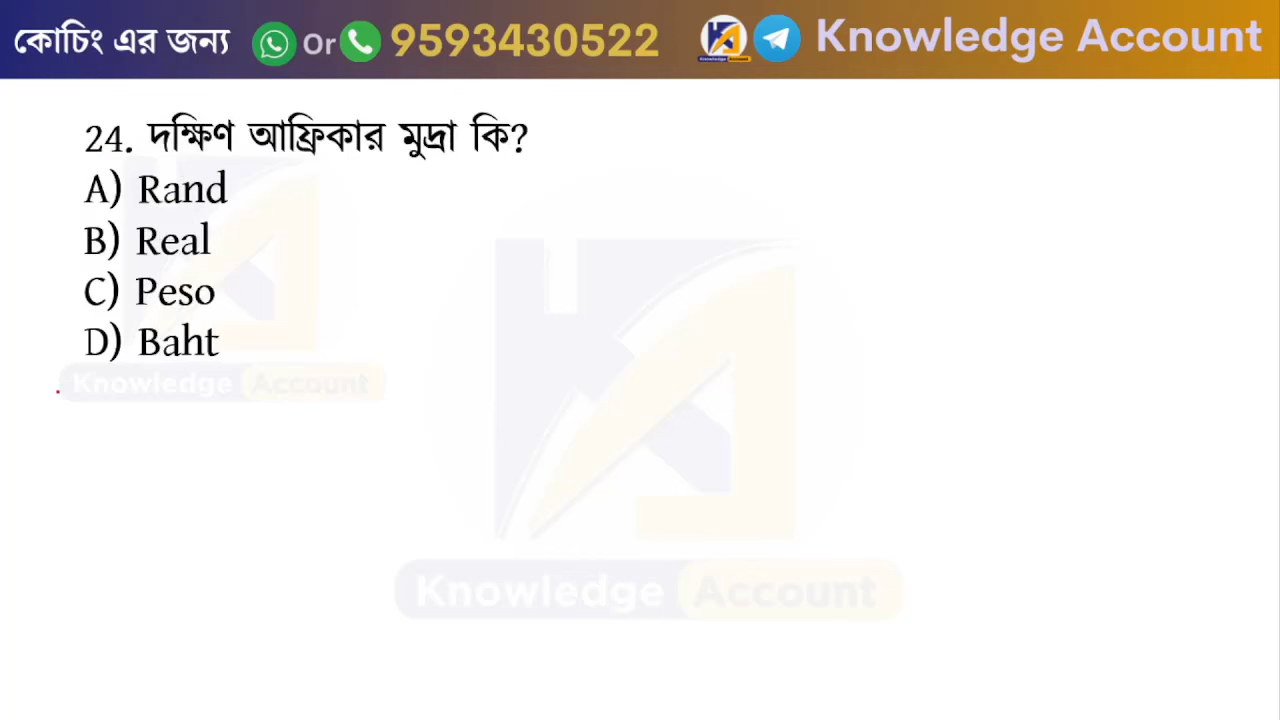 কোচিং এর জন্য Or 9593430522 Knowledge Account
24. দক্ষিণ আফ্রিকার মুদ্রা কি?
A) Rand
B) Real
C) Peso
D) Baht
Knowledge Account
Knowledge Account